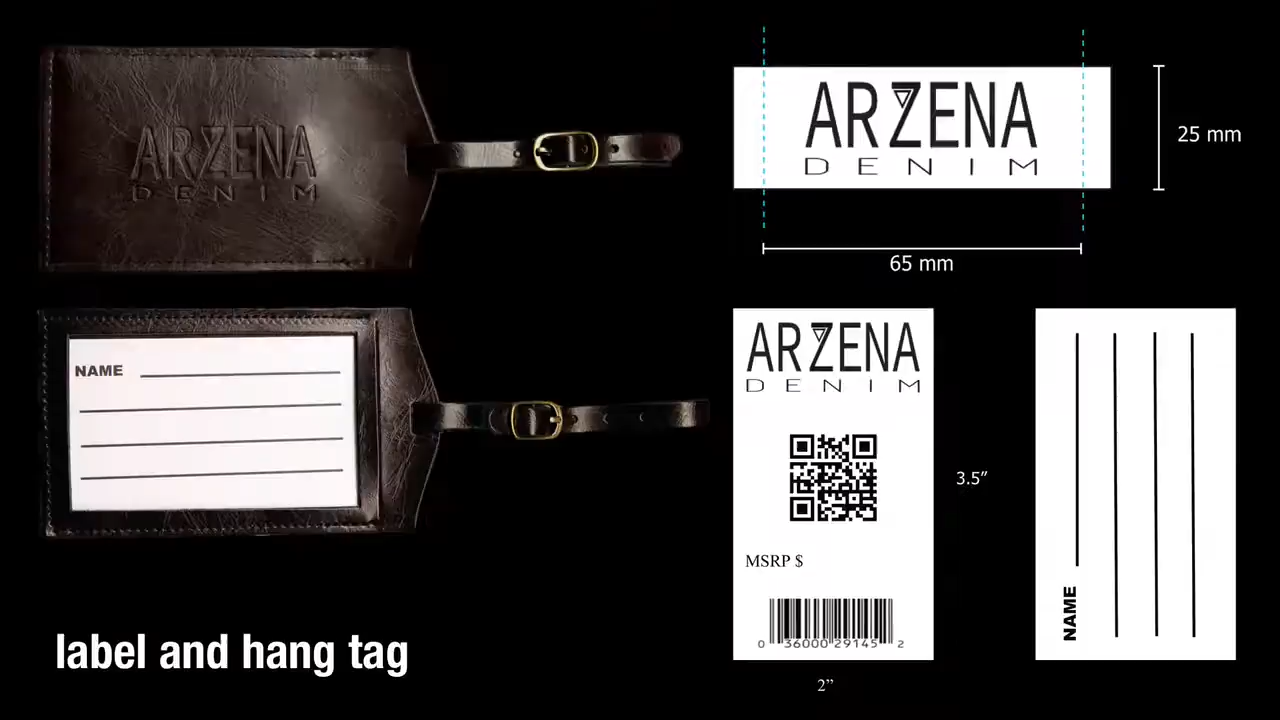 ARZENA
DENIM
ARZENA
DENIM
25 mm
65 mm
NAME
ARZENA
DENIM
3.5”
MSRP $
0 36000 29145 2
2”
NAME
label and hang tag